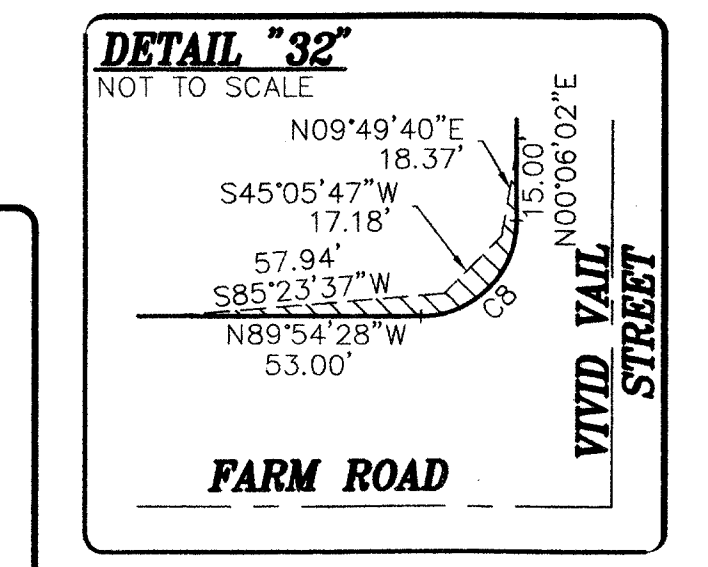 DETAIL "32"
NOT TO SCALE
N09°49'40"E
18.37'
S45°05'47"W
17.18'
57.94'
S85°23'37"W
N89°54'28"W
53.00'
C8
15.00'
N00°06'02"E
VIVID VAIL
STREET
FARM ROAD